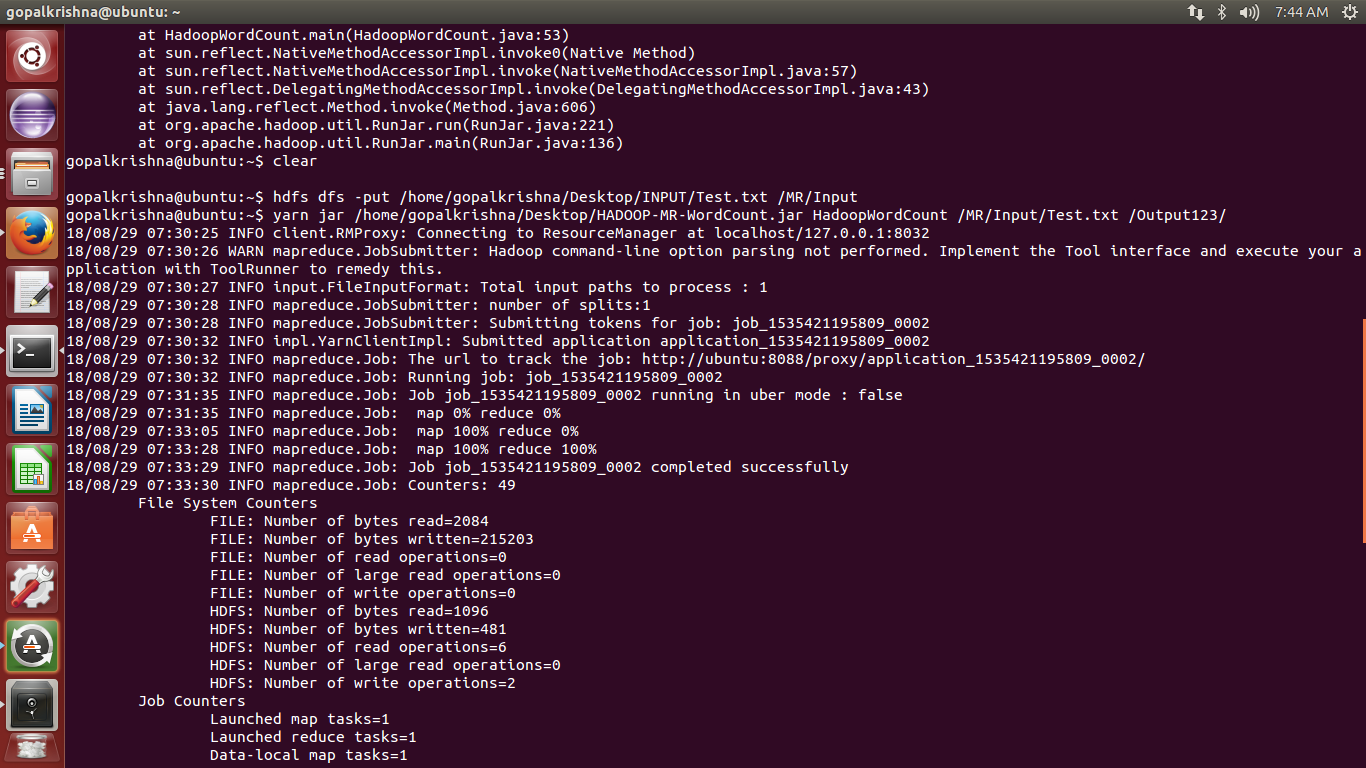 gopalkrishna@ubuntu: ~
7:44 AM
at HadoopWordCount.main(HadoopWordCount.java:53)
at sun.reflect.NativeMethodAccessorImpl.invoke0(Native Method)
at sun.reflect.NativeMethodAccessorImpl.invoke(NativeMethodAccessorImpl.java:57)
at sun.reflect.DelegatingMethodAccessorImpl.invoke(DelegatingMethodAccessorImpl.java:43)
at java.lang.reflect.Method.invoke(Method.java:606)
at org.apache.hadoop.util.RunJar.run(RunJar.java:221)
at org.apache.hadoop.util.RunJar.main(RunJar.java:136)
gopalkrishna@ubuntu:~$ clear
gopalkrishna@ubuntu:~$ hdfs dfs -put /home/gopalkrishna/Desktop/INPUT/Test.txt /MR/Input
gopalkrishna@ubuntu:~$ yarn jar /home/gopalkrishna/Desktop/HADOOP-MR-WordCount.jar HadoopWordCount /MR/Input/Test.txt /Output123/
18/08/29 07:30:25 INFO client.RMProxy: Connecting to ResourceManager at localhost/127.0.0.1:8032
18/08/29 07:30:26 WARN mapreduce.JobSubmitter: Hadoop command-line option parsing not performed. Implement the Tool interface and execute your a
pplication with ToolRunner to remedy this.
18/08/29 07:30:27 INFO input.FileInputFormat: Total input paths to process : 1
18/08/29 07:30:28 INFO mapreduce.JobSubmitter: number of splits:1
18/08/29 07:30:28 INFO mapreduce.JobSubmitter: Submitting tokens for job: job_1535421195809_0002
18/08/29 07:30:32 INFO impl.YarnClientImpl: Submitted application application_1535421195809_0002
18/08/29 07:30:32 INFO mapreduce.Job: The url to track the job: http://ubuntu:8088/proxy/application_1535421195809_0002/
18/08/29 07:30:32 INFO mapreduce.Job: Running job: job_1535421195809_0002
18/08/29 07:31:35 INFO mapreduce.Job: Job job_1535421195809_0002 running in uber mode : false
18/08/29 07:31:35 INFO mapreduce.Job:  map 0% reduce 0%
18/08/29 07:33:05 INFO mapreduce.Job:  map 100% reduce 0%
18/08/29 07:33:28 INFO mapreduce.Job:  map 100% reduce 100%
18/08/29 07:33:29 INFO mapreduce.Job: Job job_1535421195809_0002 completed successfully
18/08/29 07:33:30 INFO mapreduce.Job: Counters: 49
File System Counters
FILE: Number of bytes read=2084
FILE: Number of bytes written=215203
FILE: Number of read operations=0
FILE: Number of large read operations=0
FILE: Number of write operations=0
HDFS: Number of bytes read=1096
HDFS: Number of bytes written=481
HDFS: Number of read operations=6
HDFS: Number of large read operations=0
HDFS: Number of write operations=2
Job Counters
Launched map tasks=1
Launched reduce tasks=1
Data-local map tasks=1